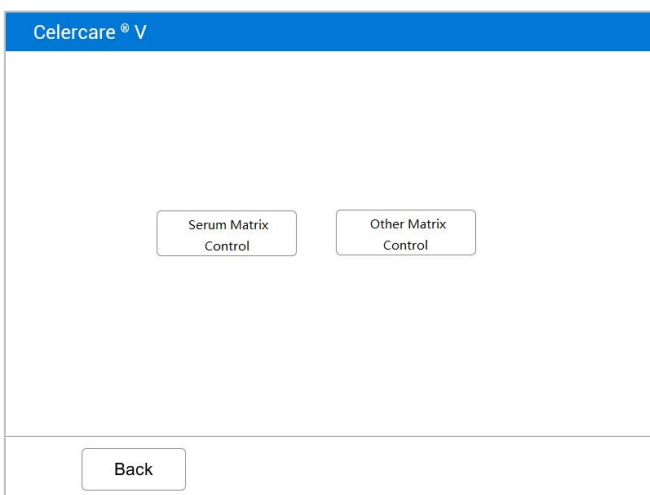 Celercare ® V
Serum Matrix
Control
Other Matrix
Control
Back